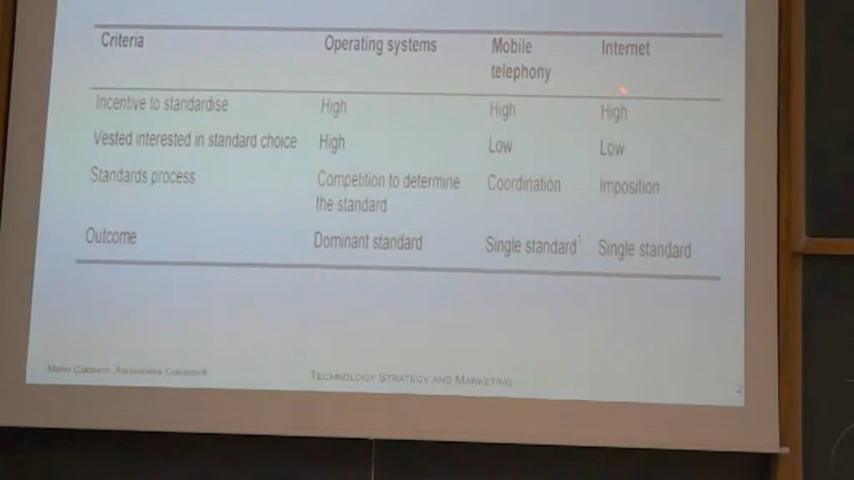 Criteria Operating systems Mobile telephony Internet
Incentive to standardise High High High
Vested interested in standard choice High Low Low
Standards process Competition to determine the standard Coordination Imposition
Outcome Dominant standard Single standard¹ Single standard
TECHNOLOGY STRATEGY AND MARKETING
2